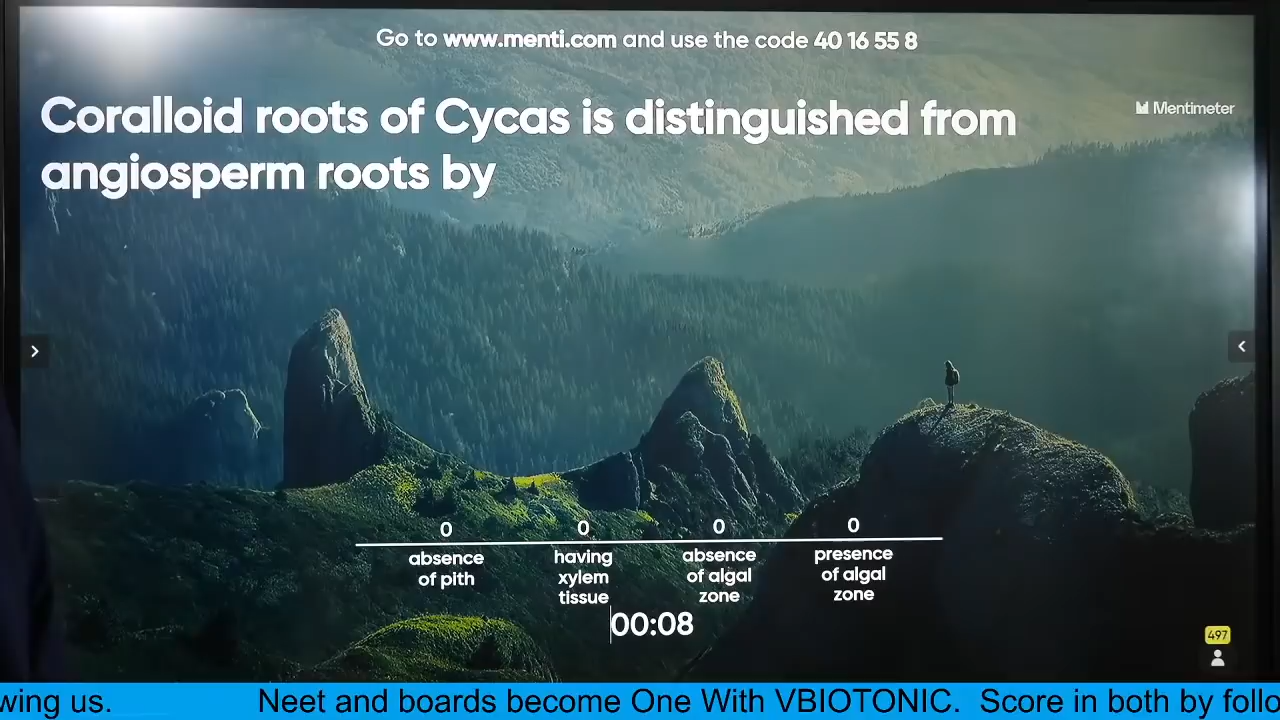 Go to www.menti.com and use the code 40 16 55 8
Mentimeter
Coralloid roots of Cycas is distinguished from
angiosperm roots by
0
absence
of pith
0
having
xylem
tissue
0
absence
of algal
zone
0
presence
of algal
zone
00:08
497
wing us. Neet and boards become One With VBIOTONIC. Score in both by follo